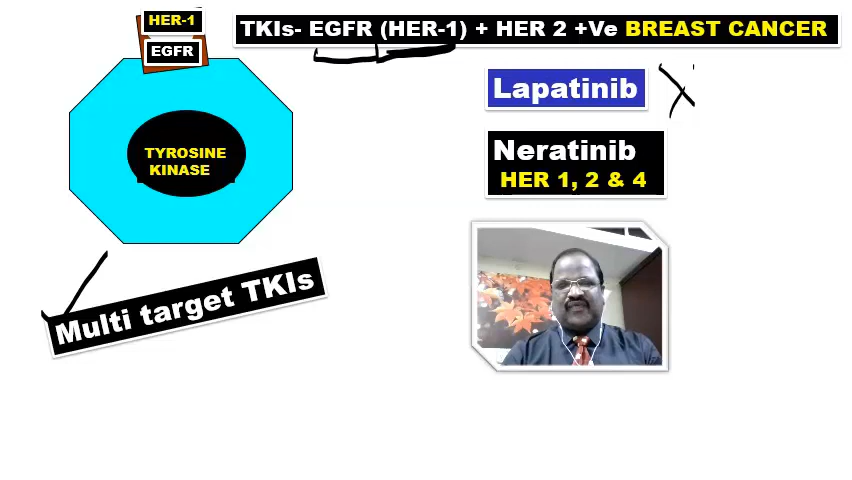 HER-1
EGFR
TKIs- EGFR (HER-1) + HER 2 +Ve BREAST CANCER
Lapatinib
TYROSINE
KINASE
Neratinib
HER 1, 2 & 4
Multi target TKIs